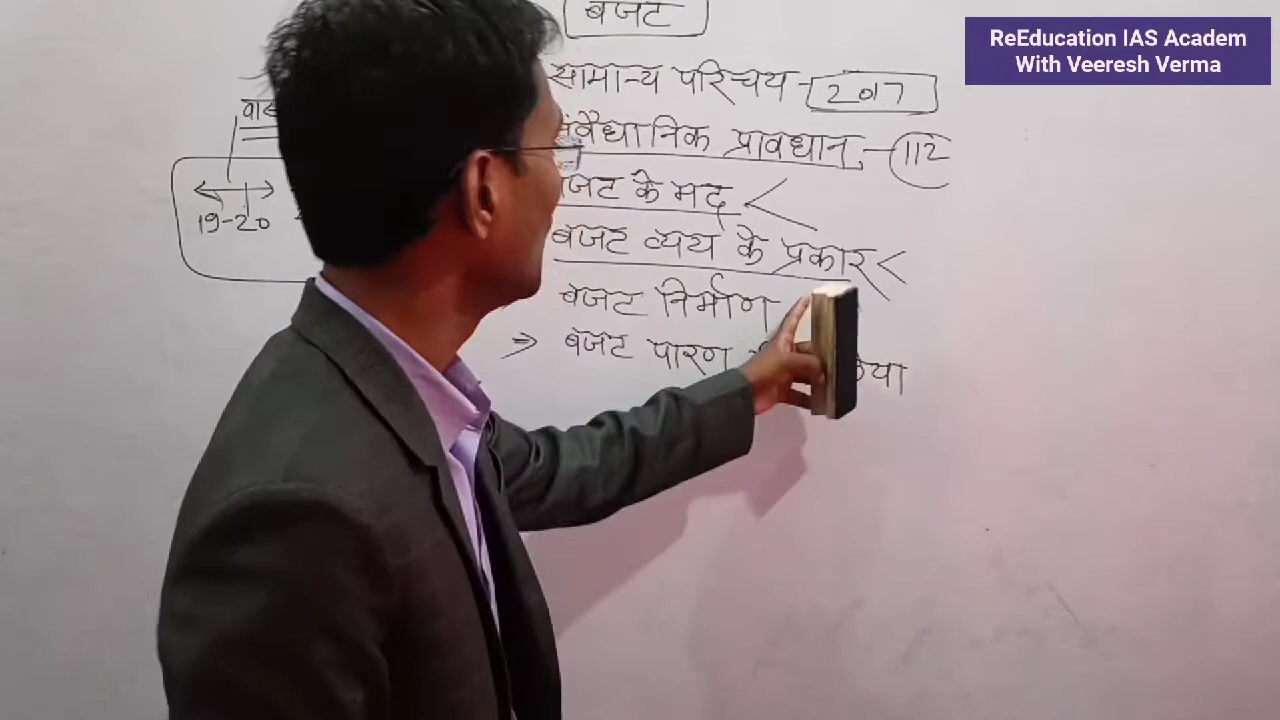 ReEducation IAS Academ
With Veeresh Verma
बजट
सामान्य परिचय - 2017
संवैधानिक प्रावधान - 112
19-20
बजट के मद
बजट व्यय के प्रकार
बजट निर्माण
⇒ बजट पारण